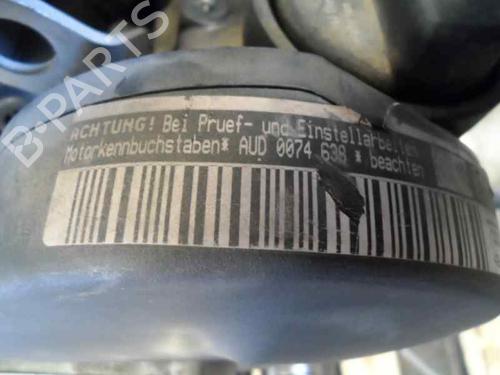 B-PARTS
ACHTUNG! Bei Pruef- und Einstellarbeiten
Motorkennbuchstaben* AUD 0074 638 * beachten